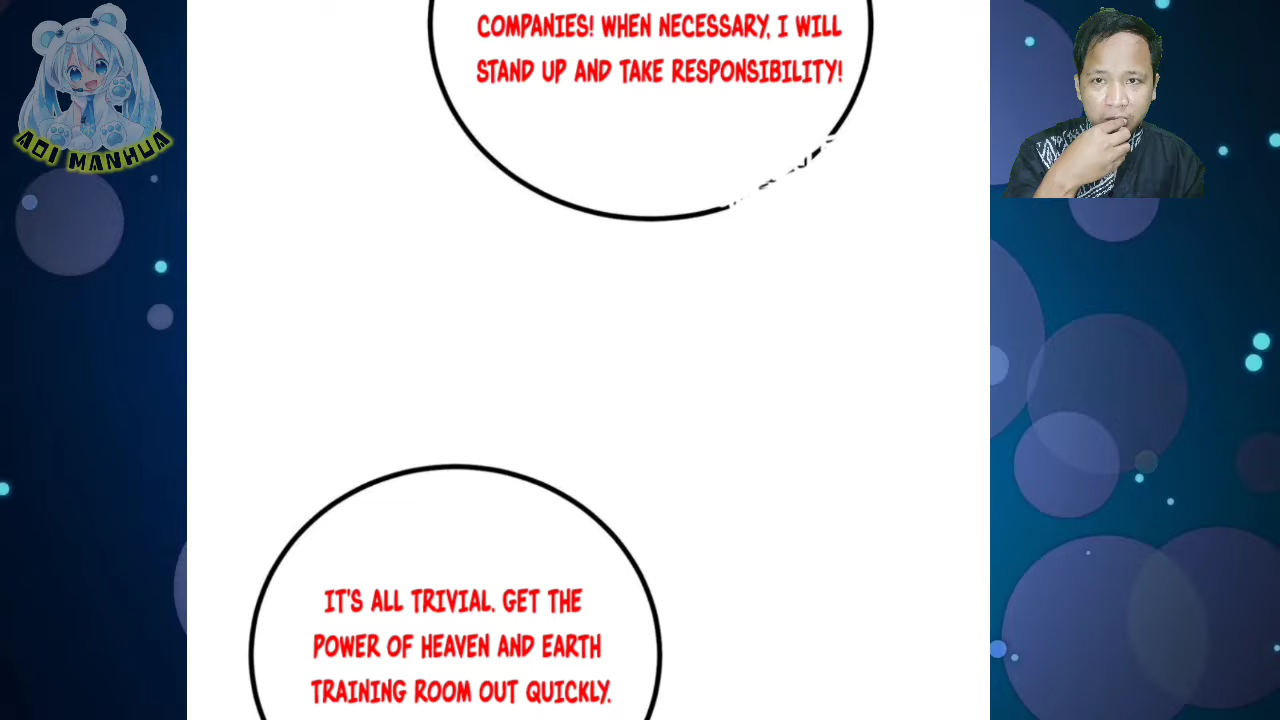 AOI MANHUA
COMPANIES! WHEN NECESSARY, I WILL
STAND UP AND TAKE RESPONSIBILITY!
IT'S ALL TRIVIAL. GET THE
POWER OF HEAVEN AND EARTH
TRAINING ROOM OUT QUICKLY.